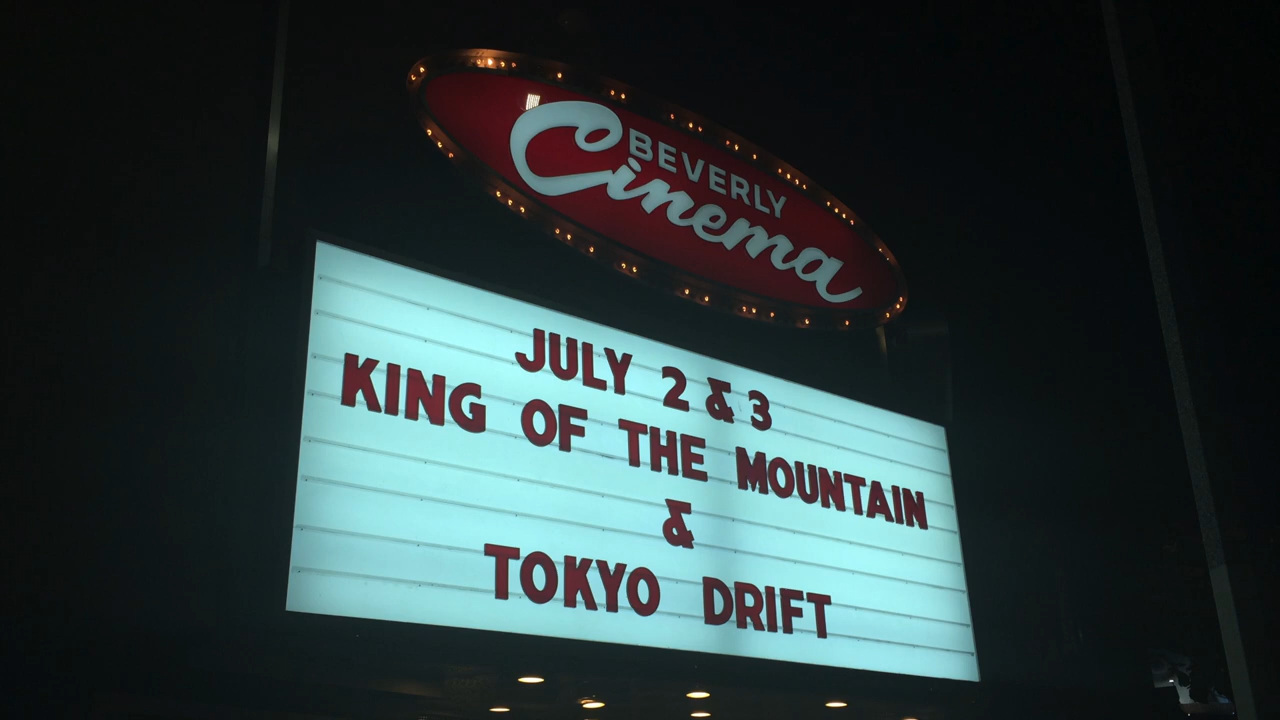 BEVERLY
Cinema
JULY 2 & 3
KING OF THE MOUNTAIN
&
TOKYO DRIFT